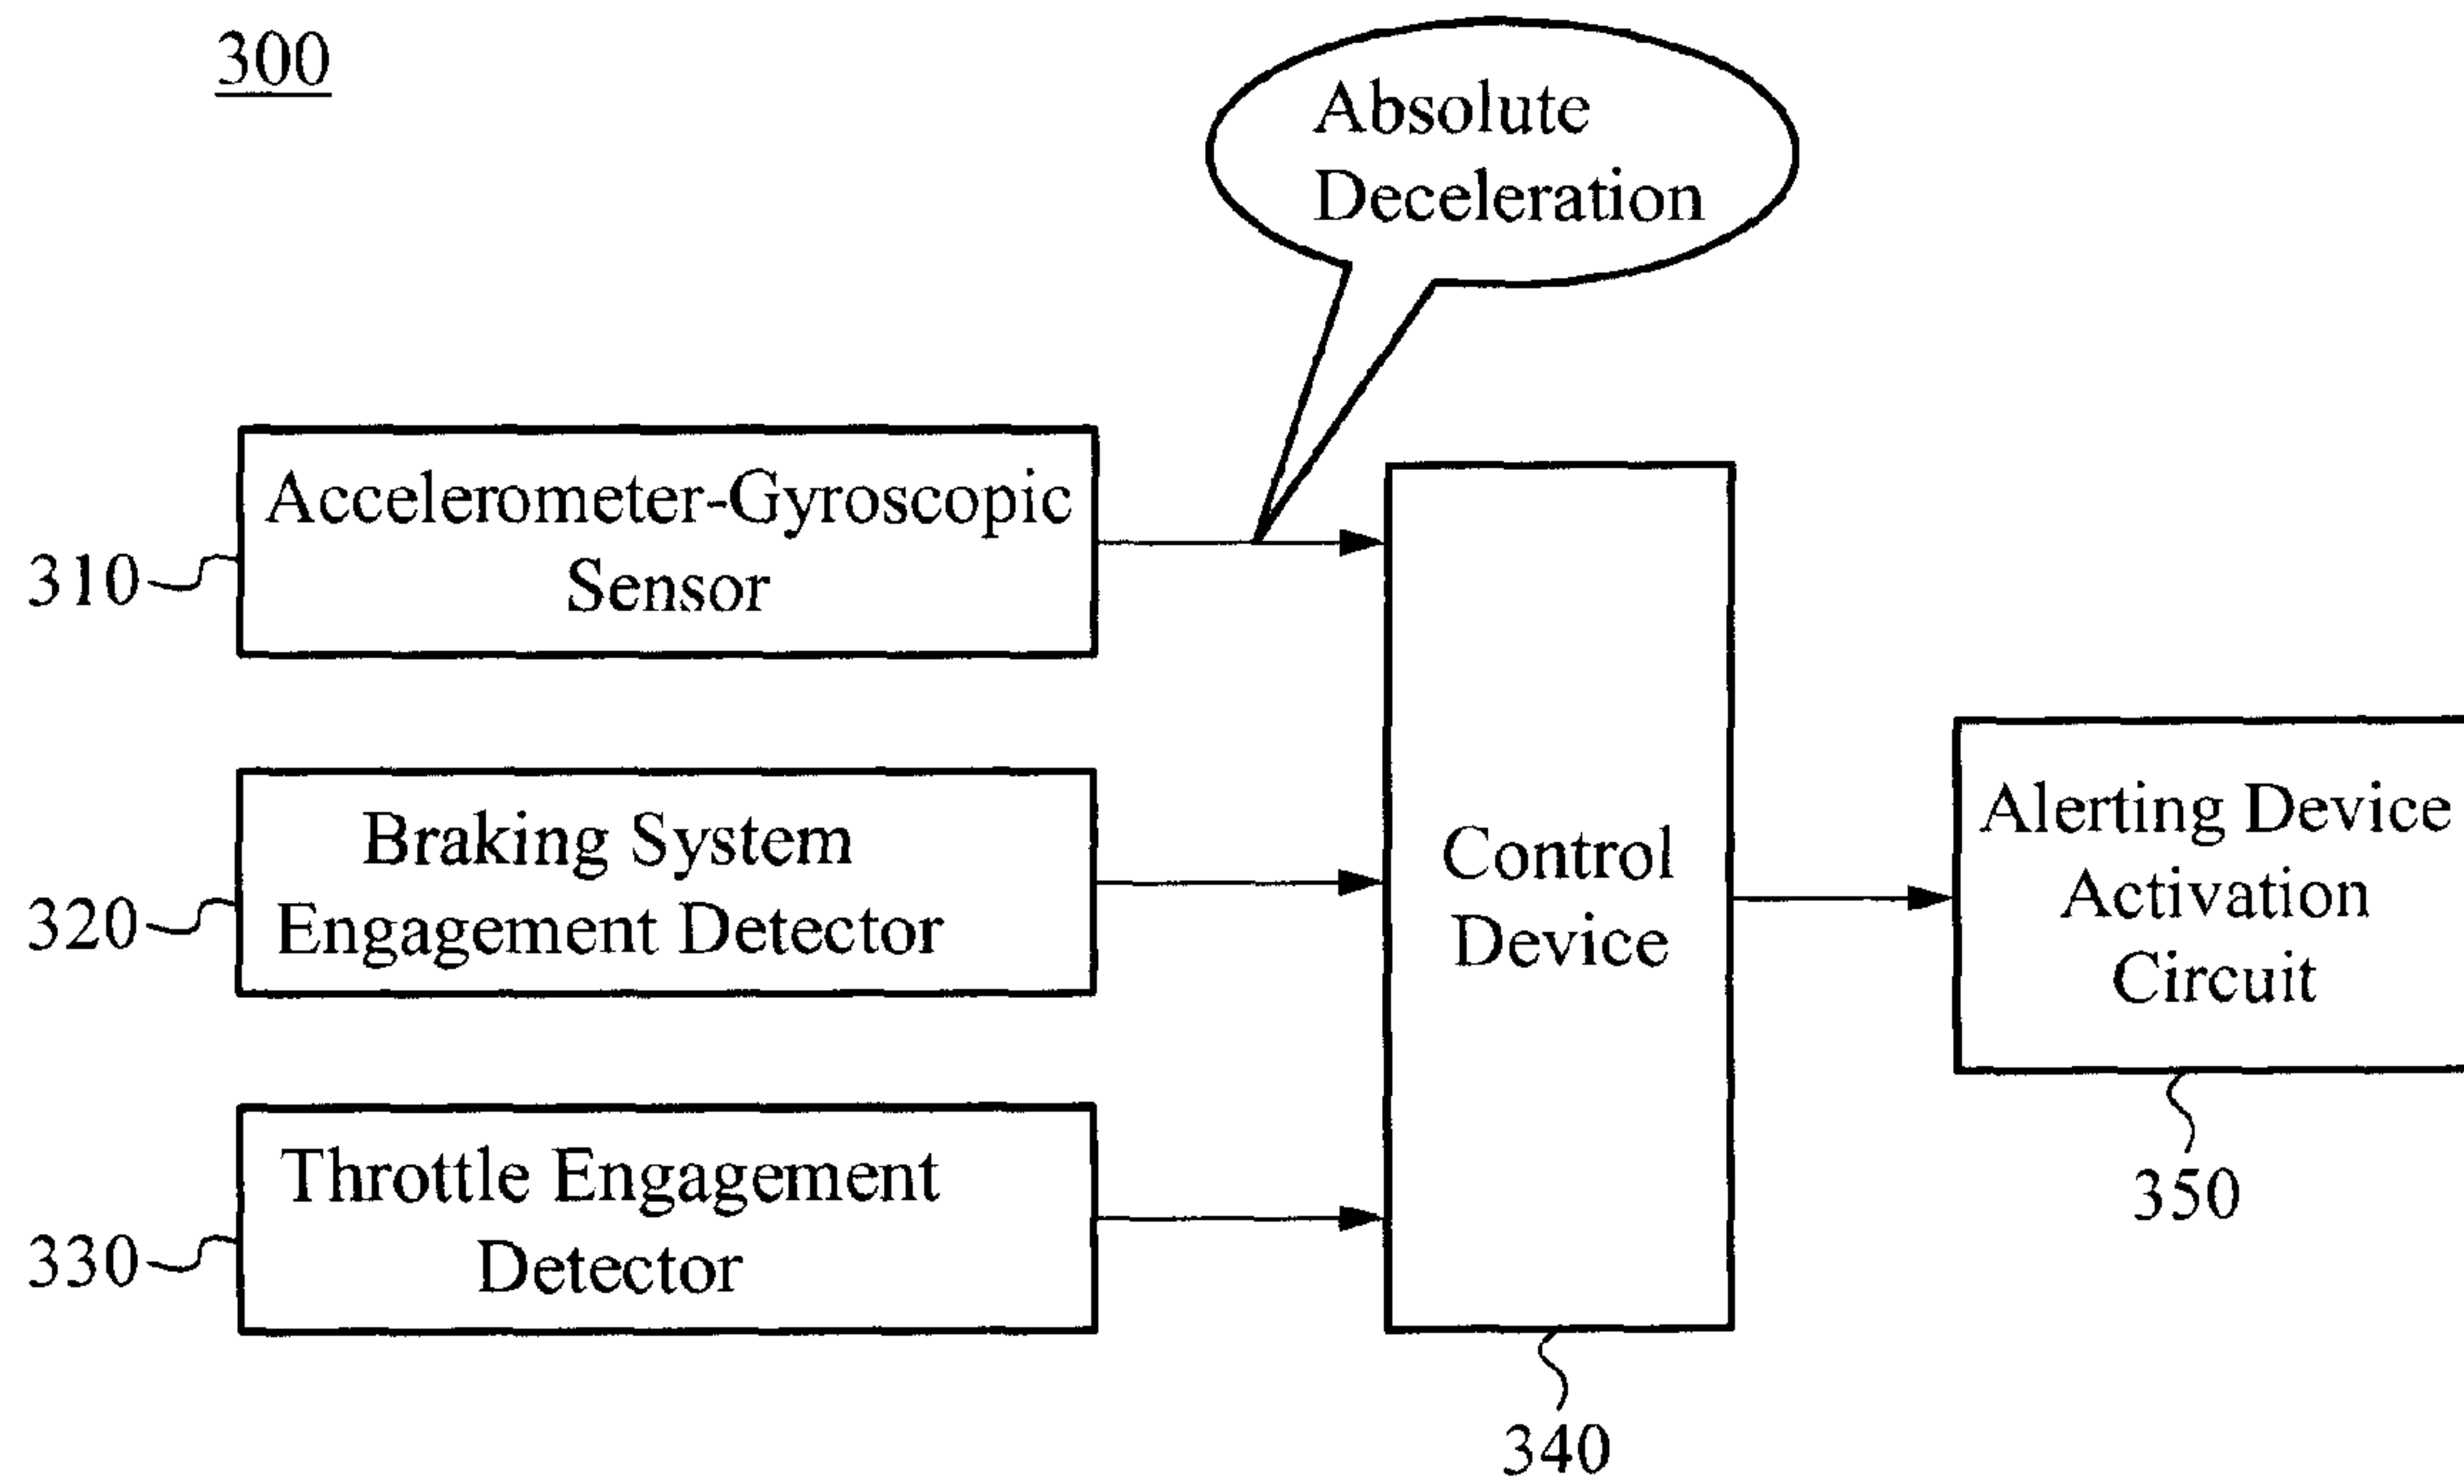 300
Absolute
Deceleration
Accelerometer-Gyroscopic
Sensor
310
Braking System
Engagement Detector
320
Throttle Engagement
Detector
330
Control
Device
340
Alerting Device
Activation
Circuit
350